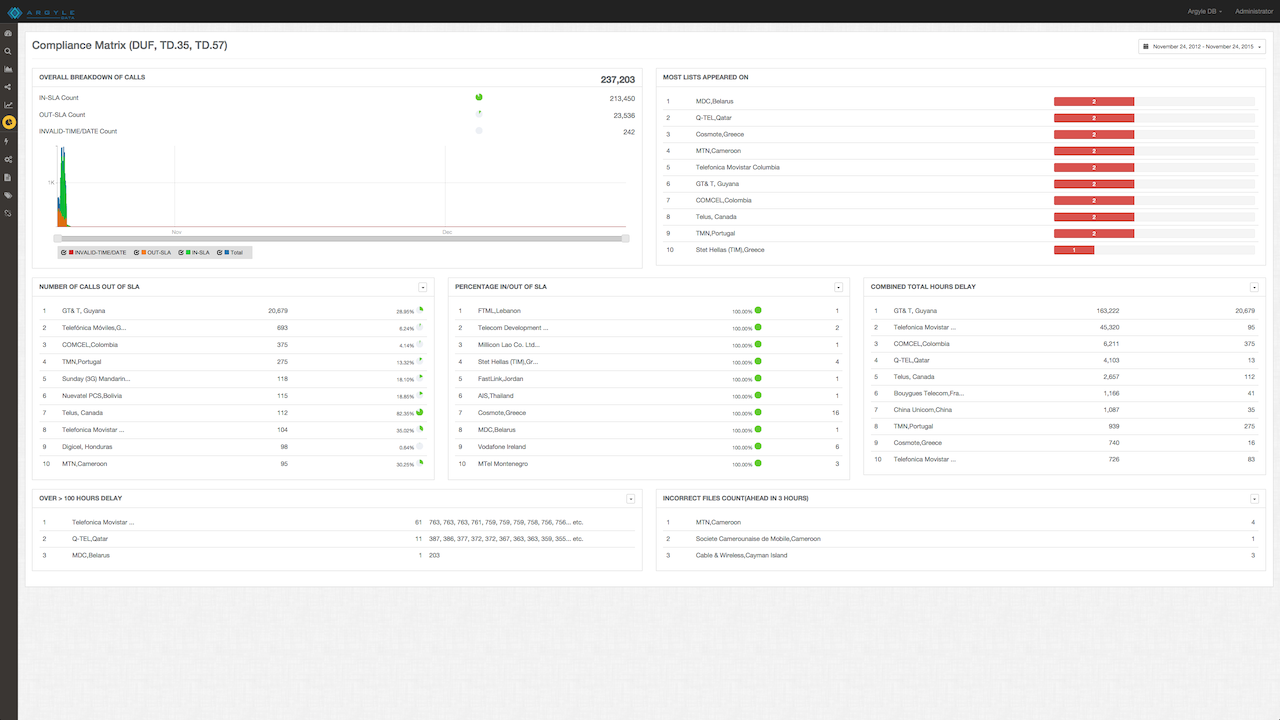 ARGYLE DATA
Argyle DB Administrator
Compliance Matrix (DUF, TD.35, TD.57)
November 24, 2012 - November 24, 2015
OVERALL BREAKDOWN OF CALLS 237,203
IN-SLA Count 213,450
OUT-SLA Count 23,536
INVALID-TIME/DATE Count 242
1K
Nov Dec
INVALID-TIME/DATE OUT-SLA IN-SLA Total
MOST LISTS APPEARED ON
1 MDC,Belarus 2
2 Q-TEL,Qatar 2
3 Cosmote,Greece 2
4 MTN,Cameroon 2
5 Telefonica Movistar Columbia 2
6 GT& T, Guyana 2
7 COMCEL,Colombia 2
8 Telus, Canada 2
9 TMN,Portugal 2
10 Stet Hellas (TIM),Greece 1
NUMBER OF CALLS OUT OF SLA
1 GT& T, Guyana 20,679 28.95%
2 Telefónica Móviles,G... 693 6.24%
3 COMCEL,Colombia 375 4.14%
4 TMN,Portugal 275 13.32%
5 Sunday (3G) Mandarin... 118 18.10%
6 Nuevatel PCS,Bolivia 115 18.85%
7 Telus, Canada 112 62.35%
8 Telefonica Movistar ... 104 35.02%
9 Digicel, Honduras 98 0.84%
10 MTN,Cameroon 95 30.25%
PERCENTAGE IN/OUT OF SLA
1 FTML,Lebanon 100.00% 1
2 Telecom Development ... 100.00% 2
3 Millicon Lao Co. Ltd... 100.00% 1
4 Stet Hellas (TIM),Gr... 100.00% 4
5 FastLink,Jordan 100.00% 1
6 AIS,Thailand 100.00% 1
7 Cosmote,Greece 100.00% 16
8 MDC,Belarus 100.00% 1
9 Vodafone Ireland 100.00% 6
10 MTel Montenegro 100.00% 3
COMBINED TOTAL HOURS DELAY
1 GT& T, Guyana 163,222 20,679
2 Telefonica Movistar ... 45,320 95
3 COMCEL,Colombia 6,211 375
4 Q-TEL,Qatar 4,103 13
5 Telus, Canada 2,657 112
6 Bouygues Telecom,Fra... 1,166 41
7 China Unicom,China 1,087 35
8 TMN,Portugal 939 275
9 Cosmote,Greece 740 16
10 Telefonica Movistar ... 726 83
OVER > 100 HOURS DELAY
1 Telefonica Movistar ... 61 763, 763, 763, 761, 759, 759, 759, 758, 756, 756... etc.
2 Q-TEL,Qatar 11 387, 386, 377, 372, 372, 367, 363, 363, 359, 355... etc.
3 MDC,Belarus 1 203
INCORRECT FILES COUNT(AHEAD IN 3 HOURS)
1 MTN,Cameroon 4
2 Societe Camerounaise de Mobile,Cameroon 1
3 Cable & Wireless,Cayman Island 3